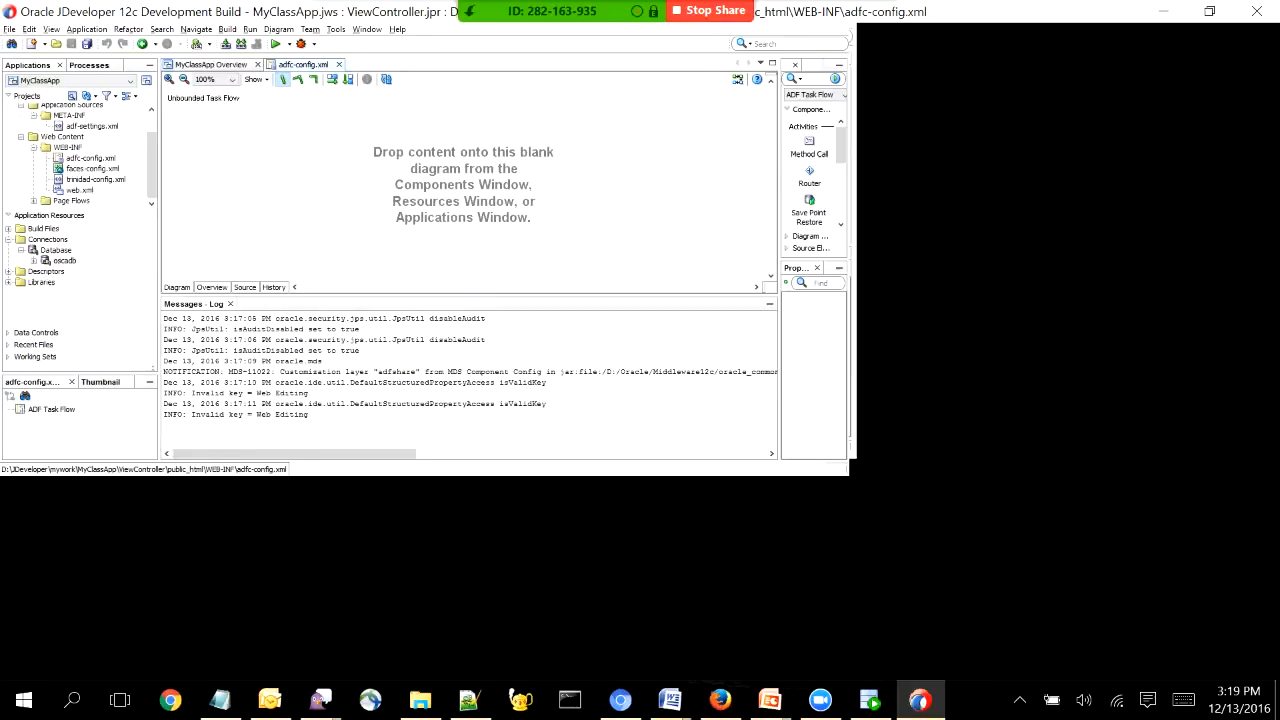 Oracle JDeveloper 12c Development Build - MyClassApp.jws : ViewController.jpr : D
ID: 282-163-935
Stop Share
c_html\WEB-INF\adfc-config.xml
File Edit View Application Refactor Search Navigate Build Run Diagram Team Tools Window Help
Search
Applications
Processes
MyClassApp Overview
adfc-config.xml
MyClassApp
100%
Show
Projects
ADF Task Flow
Unbounded Task Flow
Application Sources
META-INF
adf-settings.xml
Web Content
WEB-INF
adfc-config.xml
faces-config.xml
trinidad-config.xml
web.xml
Page Flows
Application Resources
Build Files
Connections
Database
oscadb
Descriptors
Libraries
Data Controls
Recent Files
Working Sets
Drop content onto this blank
diagram from the
Components Window,
Resources Window, or
Applications Window.
Compone...
Activities
Method Call
Router
Save Point
Restore
Diagram ...
Source El...
Diagram Overview Source History
Prop...
Find
Messages - Log
Dec 13, 2016 3:17:05 PM oracle.security.jps.util.JpsUtil disableAudit
INFO: JpsUtil: isAuditDisabled set to true
Dec 13, 2016 3:17:06 PM oracle.security.jps.util.JpsUtil disableAudit
INFO: JpsUtil: isAuditDisabled set to true
Dec 13, 2016 3:17:09 PM oracle.mds
NOTIFICATION: MDS-11022: Customization layer "adfshare" from MDS Component Config in jar:file:/D:/Oracle/Middleware12c/oracle_common
Dec 13, 2016 3:17:10 PM oracle.ide.util.DefaultStructuredPropertyAccess isValidKey
INFO: Invalid key = Web Editing
Dec 13, 2016 3:17:11 PM oracle.ide.util.DefaultStructuredPropertyAccess isValidKey
INFO: Invalid key = Web Editing
adfc-config.x...
Thumbnail
ADF Task Flow
D:\JDeveloper\mywork\MyClassApp\ViewController\public_html\WEB-INF\adfc-config.xml
3:19 PM
12/13/2016